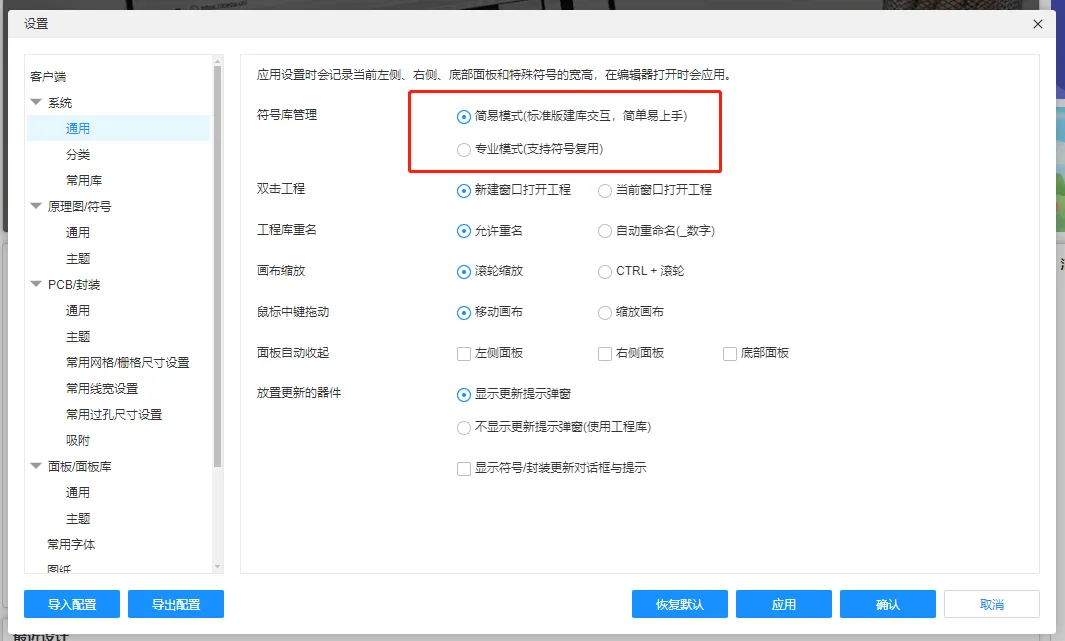 设置
客户端
系统
通用
分类
常用库
原理图/符号
通用
主题
PCB/封装
通用
主题
常用网格/栅格尺寸设置
常用线宽设置
常用过孔尺寸设置
吸附
面板/面板库
通用
主题
常用字体
图纸
应用设置时会记录当前左侧、右侧、底部面板和特殊符号的宽高，在编辑器打开时会应用。
符号库管理
简易模式(标准版建库交互，简单易上手)
专业模式(支持符号复用)
双击工程 新建窗口打开工程 当前窗口打开工程
工程库重名 允许重名 自动重命名(_数字)
画布缩放 滚轮缩放 CTRL + 滚轮
鼠标中键拖动 移动画布 缩放画布
面板自动收起 左侧面板 右侧面板 底部面板
放置更新的器件 显示更新提示弹窗
不显示更新提示弹窗(使用工程库)
显示符号/封装更新对话框与提示
导入配置 导出配置 恢复默认 应用 确认 取消
最近设计